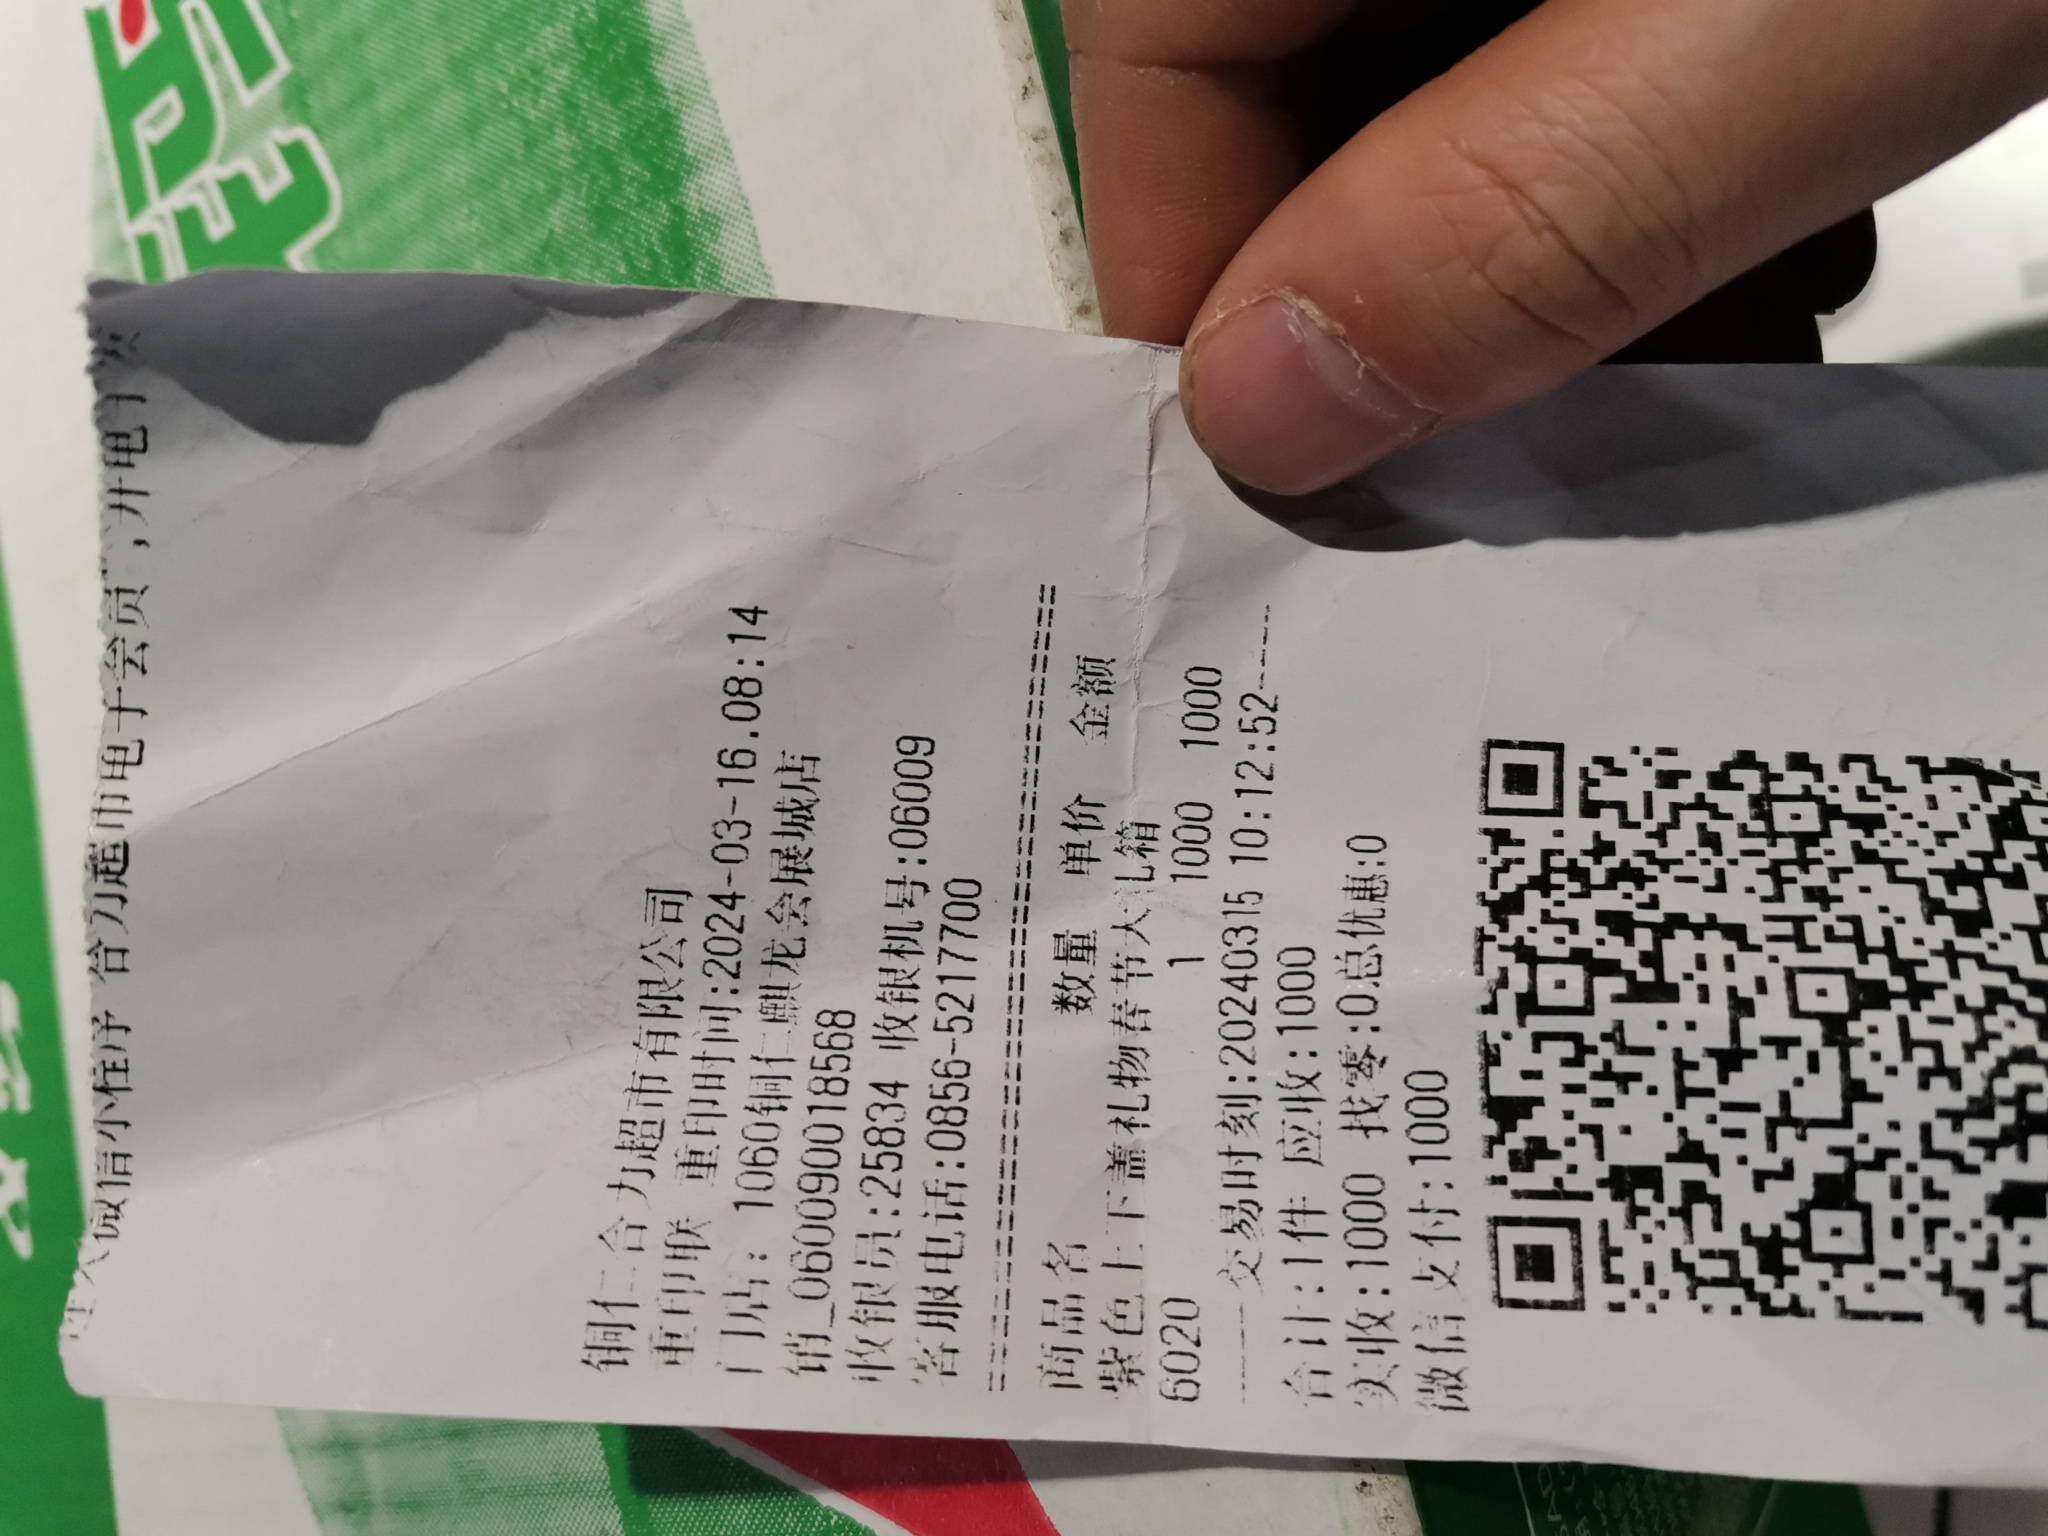 微信小程序"合力超市电子会员",开电
铜仁合力超市有限公司
重印联 重印时间:2024-03-16.08:14
门店: 1060铜仁麒龙会展城店
销_060090018568
收银员:25834 收银机号:06009
客服电话:0856-5217700
商品名 数量 单价 金额
紫色上下盖礼物春节大礼箱
6020 1 1000 1000
-----交易时刻:20240315 10:12:52-----
合计:1件 应收:1000
实收:1000 找零:0总优惠:0
微信支付:1000